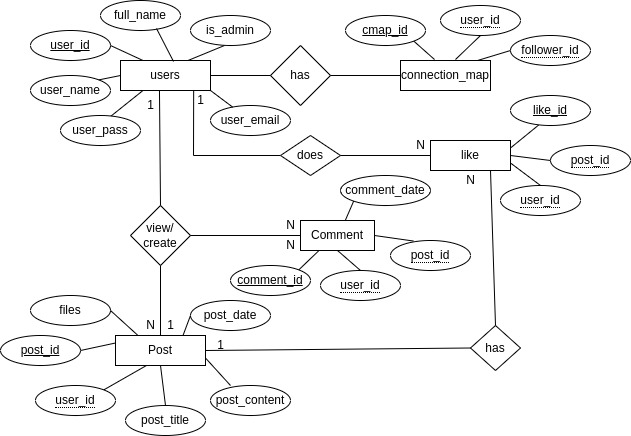 full_name
user_id
is_admin
cmap_id
user_id
follower_id
users
has
connection_map
user_name
user_pass
1
1
user_email
like_id
does
N
like
post_id
N
user_id
comment_date
view/
create
N
N
Comment
post_id
comment_id
user_id
files
post_date
N
1
post_id
Post
1
has
user_id
post_title
post_content